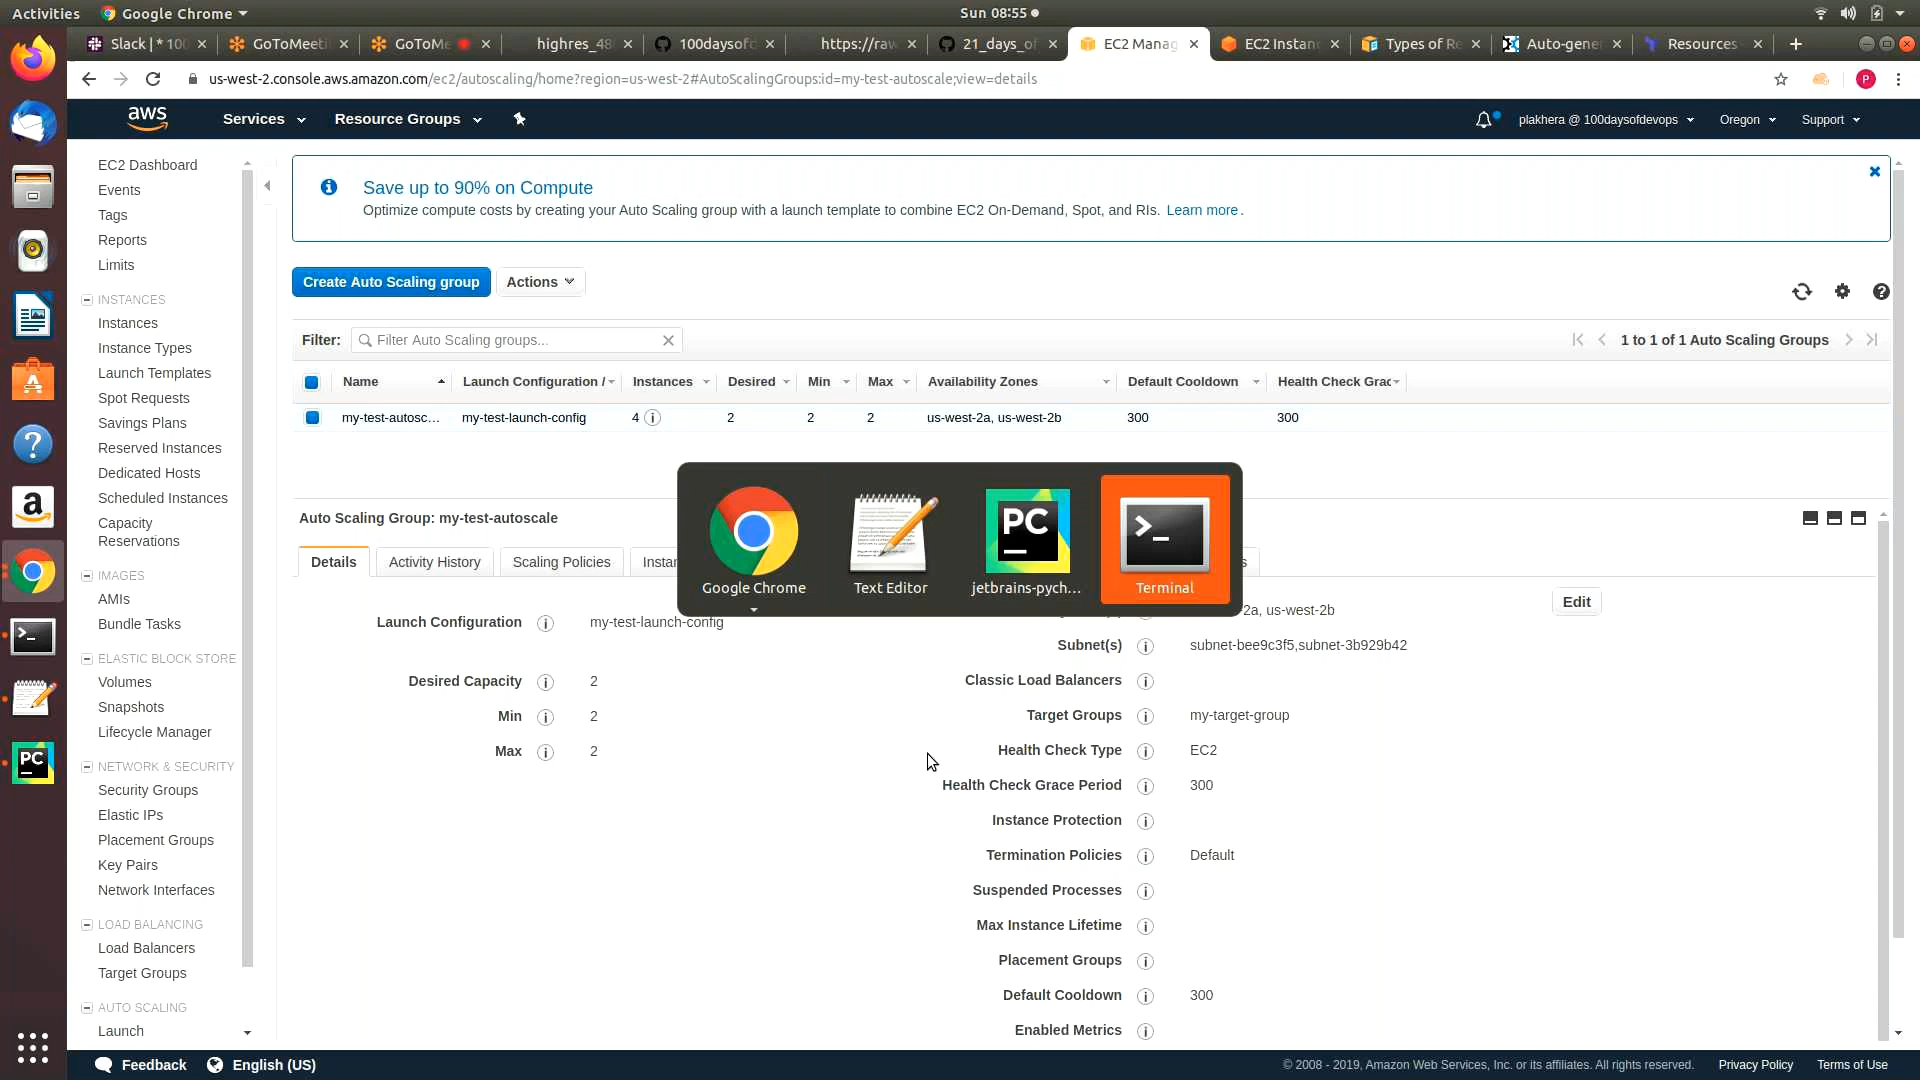 Activities
Google Chrome
Sun 08:55
Slack | * 100
GoToMeeti
GoToMe
highres_48
100daysofd
https://raw
21_days_of
EC2 Manag
EC2 Instan
Types of Re
Auto-gene
Resources
us-west-2.console.aws.amazon.com/ec2/autoscaling/home?region=us-west-2#AutoScalingGroups:id=my-test-autoscale;view=details
P
aws
Services
Resource Groups
plakhera @ 100daysofdevops
Oregon
Support
EC2 Dashboard
Events
Tags
Reports
Limits
INSTANCES
Instances
Instance Types
Launch Templates
Spot Requests
Savings Plans
Reserved Instances
Dedicated Hosts
Scheduled Instances
Capacity
Reservations
IMAGES
AMIs
Bundle Tasks
ELASTIC BLOCK STORE
Volumes
Snapshots
Lifecycle Manager
NETWORK & SECURITY
Security Groups
Elastic IPs
Placement Groups
Key Pairs
Network Interfaces
LOAD BALANCING
Load Balancers
Target Groups
AUTO SCALING
Launch
Save up to 90% on Compute
Optimize compute costs by creating your Auto Scaling group with a launch template to combine EC2 On-Demand, Spot, and RIs. Learn more.
Create Auto Scaling group
Actions
Filter:
Filter Auto Scaling groups...
1 to 1 of 1 Auto Scaling Groups
Name
Launch Configuration /
Instances
Desired
Min
Max
Availability Zones
Default Cooldown
Health Check Grac
my-test-autosc...
my-test-launch-config
4
2
2
2
us-west-2a, us-west-2b
300
300
Auto Scaling Group: my-test-autoscale
Details
Activity History
Scaling Policies
Instan
s
Google Chrome
Text Editor
PC
jetbrains-pych...
Terminal
Edit
Launch Configuration
my-test-launch-config
Desired Capacity
2
Min
2
Max
2
2a, us-west-2b
Subnet(s)
subnet-bee9c3f5,subnet-3b929b42
Classic Load Balancers
Target Groups
my-target-group
Health Check Type
EC2
Health Check Grace Period
300
Instance Protection
Termination Policies
Default
Suspended Processes
Max Instance Lifetime
Placement Groups
Default Cooldown
300
Enabled Metrics
PC
Feedback
English (US)
© 2008 - 2019, Amazon Web Services, Inc. or its affiliates. All rights reserved.
Privacy Policy
Terms of Use